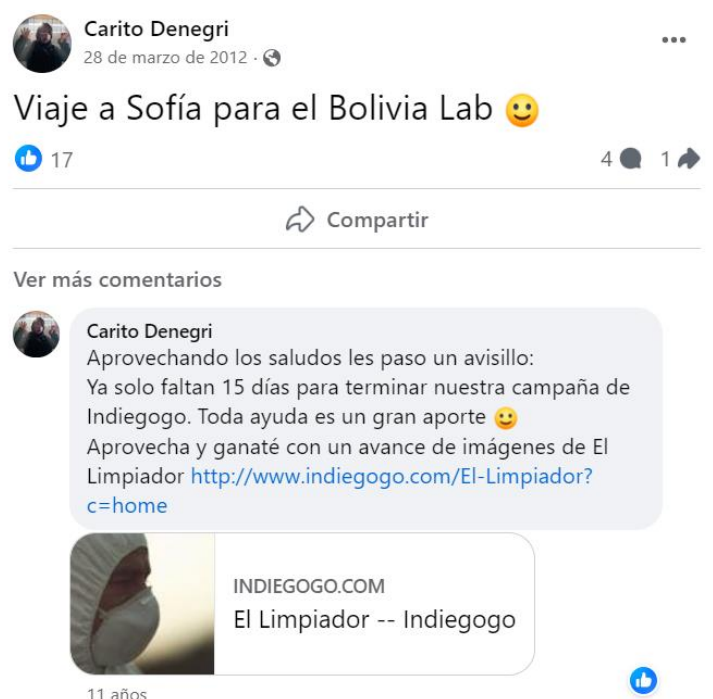 Carito Denegri
28 de marzo de 2012 ·
Viaje a Sofía para el Bolivia Lab 🙂
17
4 1
Compartir
Ver más comentarios
Carito Denegri
Aprovechando los saludos les paso un avisillo:
Ya solo faltan 15 días para terminar nuestra campaña de
Indiegogo. Toda ayuda es un gran aporte 🙂
Aprovecha y ganaté con un avance de imágenes de El
Limpiador http://www.indiegogo.com/El-Limpiador?
c=home
INDIEGOGO.COM
El Limpiador -- Indiegogo
11 años